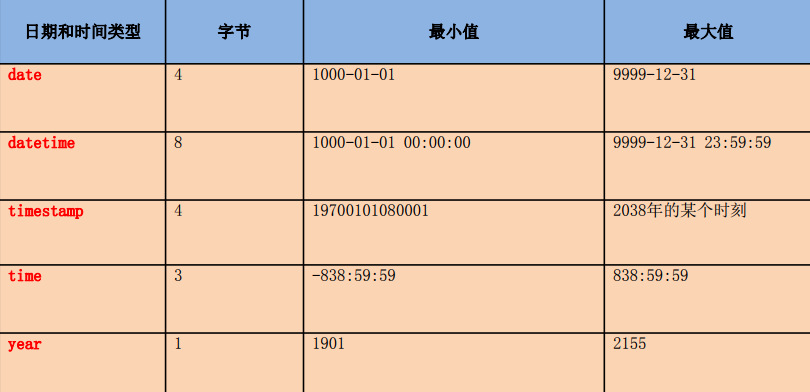 日期和时间类型 字节 最小值 最大值
date 4 1000-01-01 9999-12-31
datetime 8 1000-01-01 00:00:00 9999-12-31 23:59:59
timestamp 4 19700101080001 2038年的某个时刻
time 3 -838:59:59 838:59:59
year 1 1901 2155